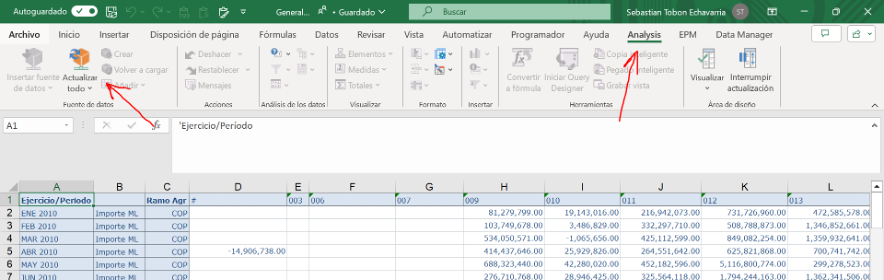 Autoguardado General... • Guardado Buscar Sebastian Tobon Echavarria ST
Archivo Inicio Insertar Disposición de página Fórmulas Datos Revisar Vista Automatizar Programador Ayuda Analysis EPM Data Manager
Insertar fuente de datos
Actualizar todo
Crear
Volver a cargar
Añadir
Fuente de datos
Deshacer
Restablecer
Mensajes
Acciones
Análisis de los datos
Elementos
Medidas
Totales
Visualizar
Formato
Insertar
Convertir a fórmula
Iniciar Query Designer
Copia inteligente
Pegado inteligente
Grabar vista
Herramientas
Visualizar
Interrumpir actualización
Área de diseño
A1 fx 'Ejercicio/Período
A B C D E F G H I J K L
1 Ejercicio/Período Ramo Agr # 003 006 007 009 010 011 012 013
2 ENE 2010 Importe ML COP 81,279,799.00 19,143,016.00 216,942,073.00 731,726,960.00 472,585,578.0
3 FEB 2010 Importe ML COP 103,749,678.00 3,486,829.00 332,297,710.00 508,788,873.00 1,346,852,661.0
4 MAR 2010 Importe ML COP 534,050,571.00 -1,065,656.00 425,112,599.00 849,082,254.00 1,359,932,641.0
5 ABR 2010 Importe ML COP -14,906,738.00 414,437,646.00 25,929,826.00 264,551,642.00 625,821,868.00 700,741,742.0
6 MAY 2010 Importe ML COP 688,323,440.00 42,280,020.00 452,182,596.00 5,116,800,774.00 299,278,523.0
7 JUN 2010 Importe ML COP 276,710,768.00 28,946,425.00 325,564,118.00 1,794,244,163.00 1,362,341,506.0